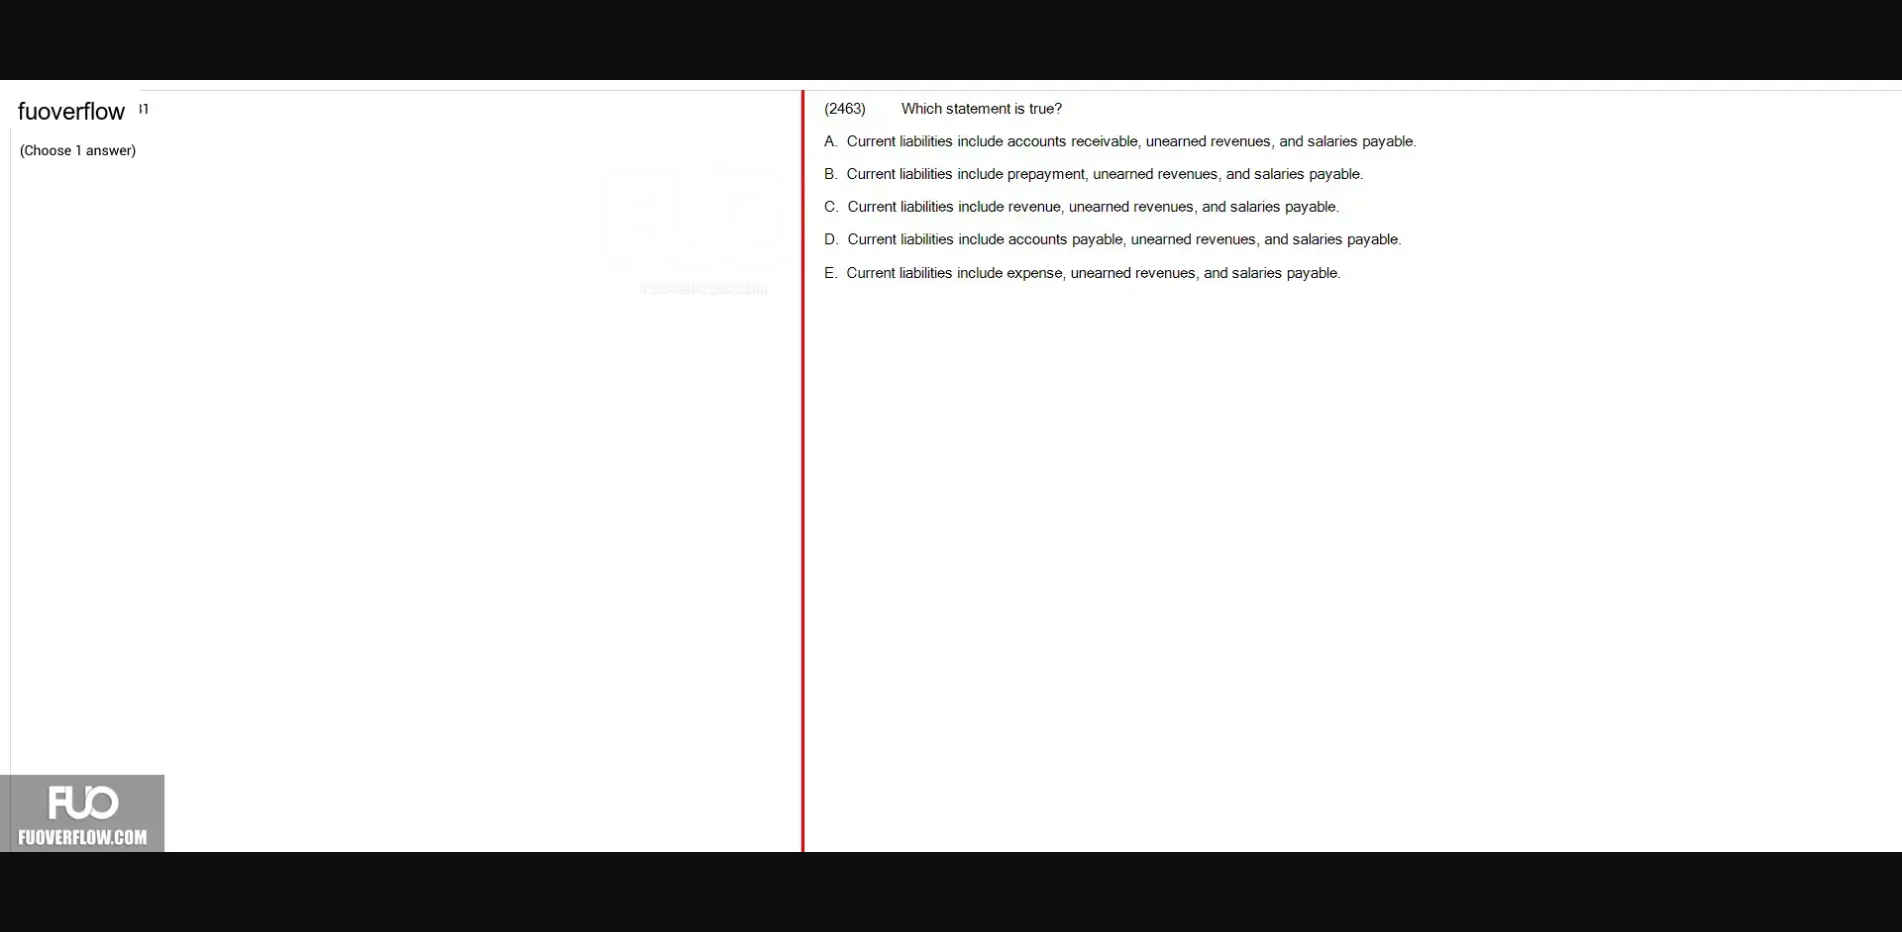 fuoverflow
(Choose 1 answer)
(2463) Which statement is true?
A. Current liabilities include accounts receivable, unearned revenues, and salaries payable.
B. Current liabilities include prepayment, unearned revenues, and salaries payable.
C. Current liabilities include revenue, unearned revenues, and salaries payable.
D. Current liabilities include accounts payable, unearned revenues, and salaries payable.
E. Current liabilities include expense, unearned revenues, and salaries payable.
FUO
FUOVERFLOW.COM
FUO
FUOVERFLOW.COM